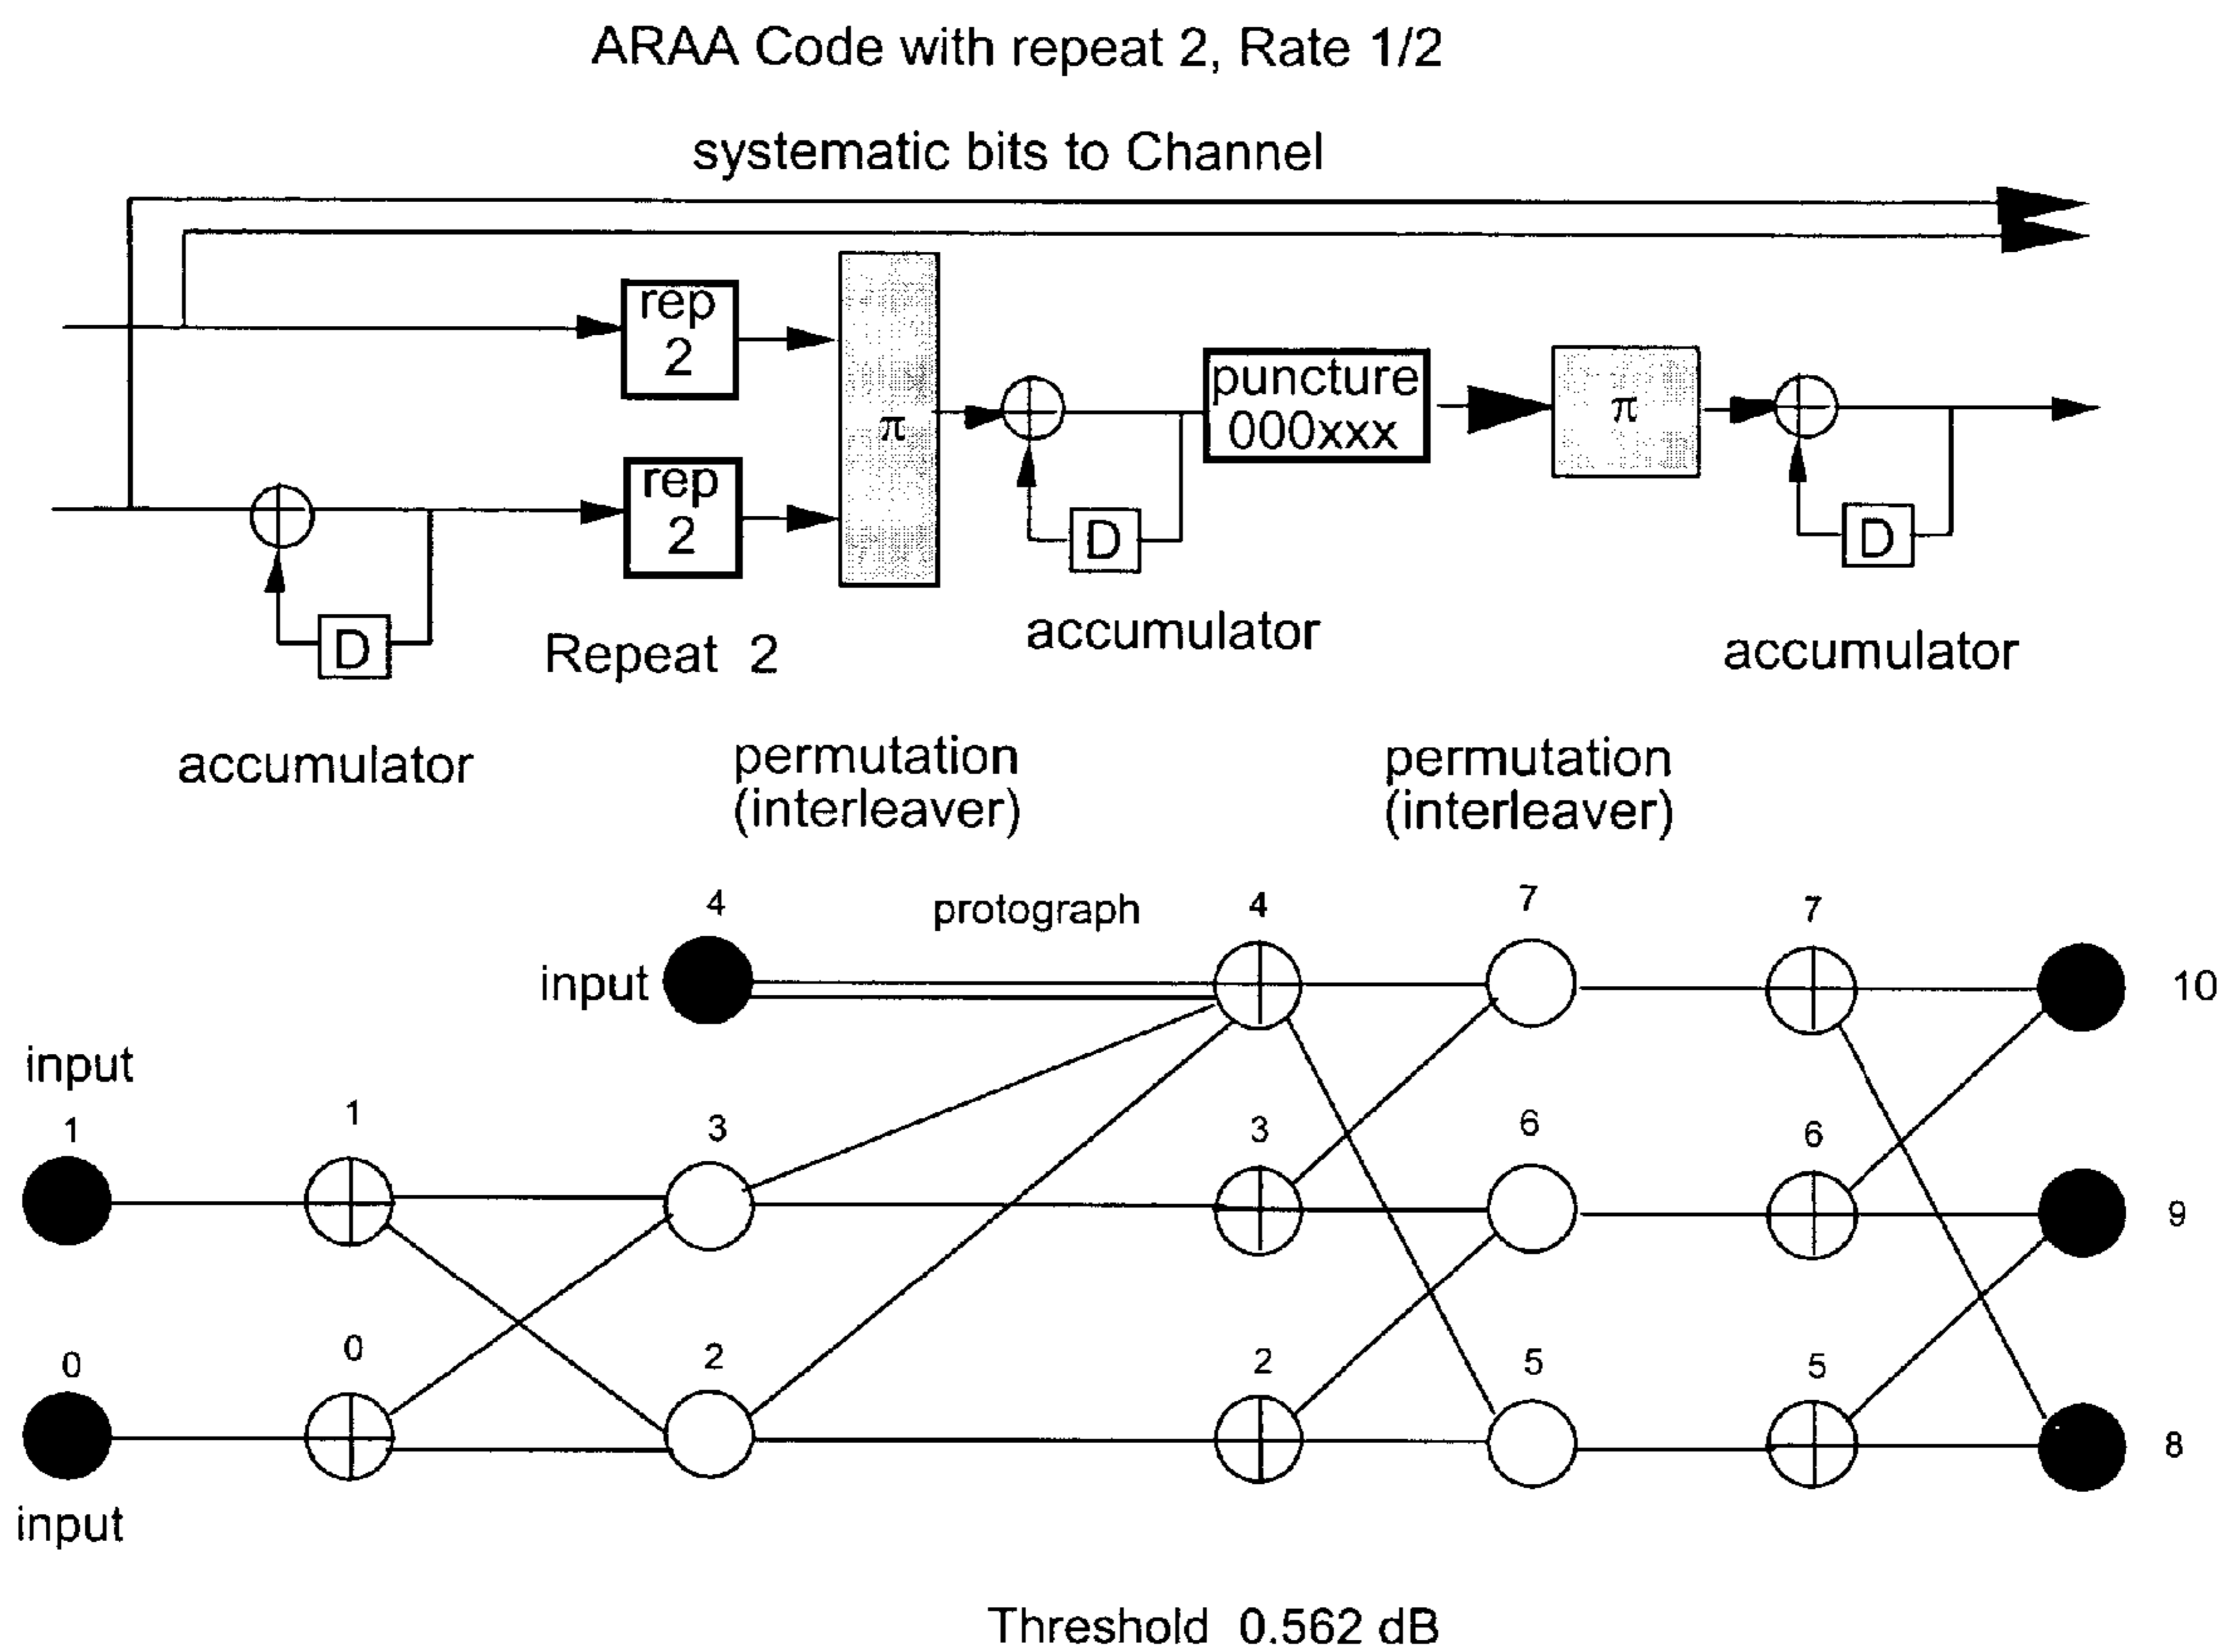 ARAA Code with repeat 2, Rate 1/2
systematic bits to Channel
rep
2
π
puncture
000xxx
π
rep
2
D
D
D
Repeat 2
accumulator
accumulator
accumulator
permutation
(interleaver)
permutation
(interleaver)
4
protograph
4
7
7
input
10
input
1
1
3
3
6
6
9
0
0
2
2
5
5
8
input
Threshold 0.562 dB